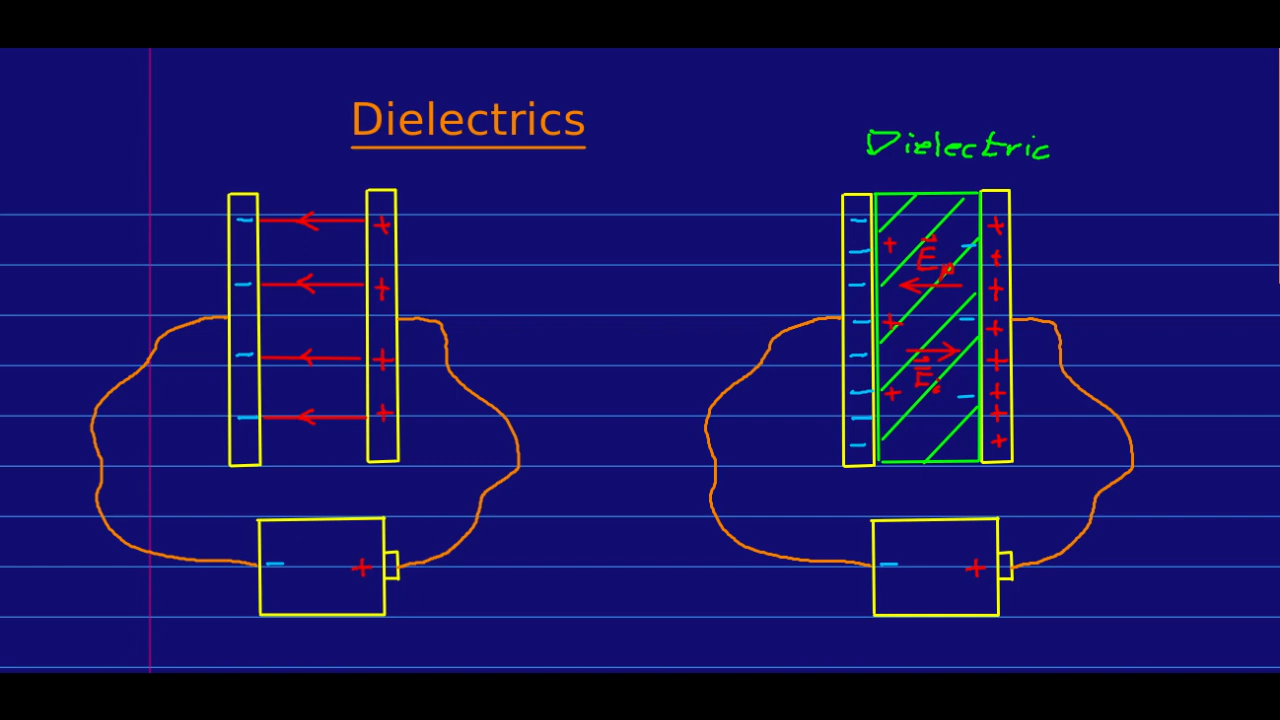 Dielectrics
Dielectric
- - - -
+ + + +
- - - - - - - -
+ + +
- - -
+ + + + + + + +
E
E
- +
- +